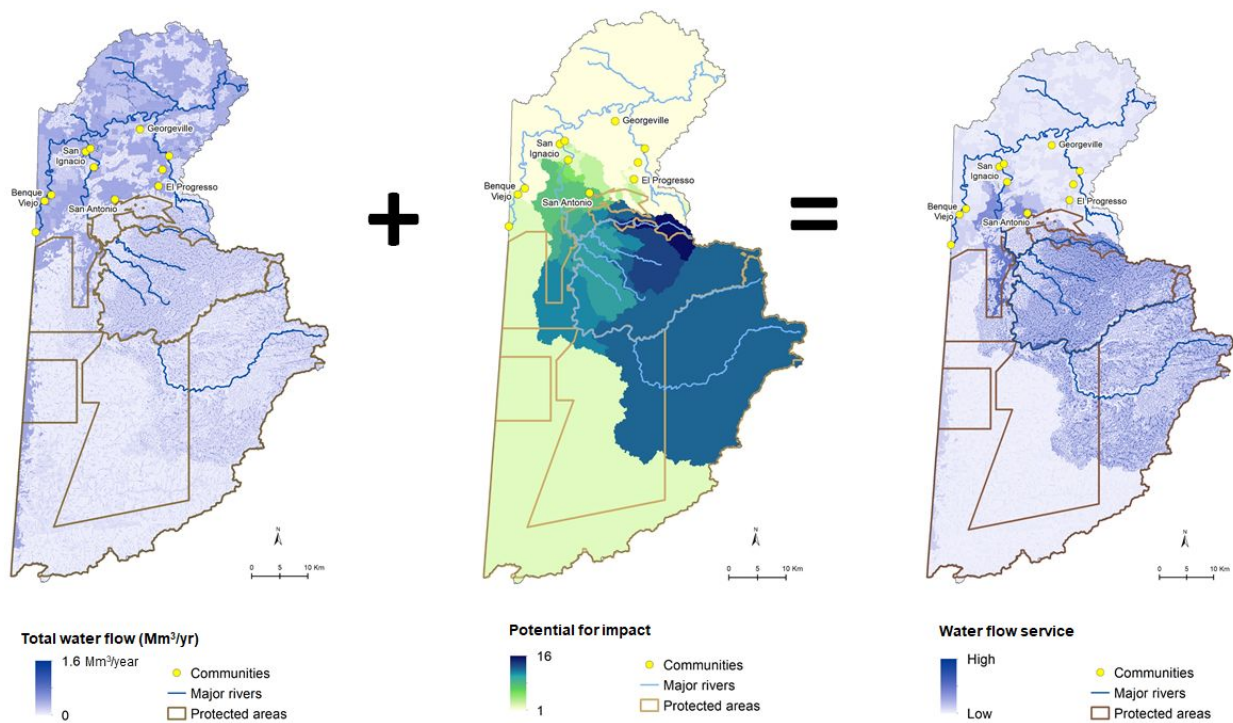 Georgeville
San
Ignacio
El Progresso
Benque
Viejo
San Antonio
N
0 5 10 Km
Total water flow (Mm³/yr)
1.6 Mm³/year
0
Communities
Major rivers
Protected areas
+
Georgeville
San
Ignacio
El Progresso
Benque
Viejo
San Antonio
N
0 5 10 Km
Potential for impact
16
1
Communities
Major rivers
Protected areas
=
Georgeville
San
Ignacio
El Progresso
Benque
Viejo
San Antonio
N
0 5 10 Km
Water flow service
High
Low
Communities
Major rivers
Protected areas